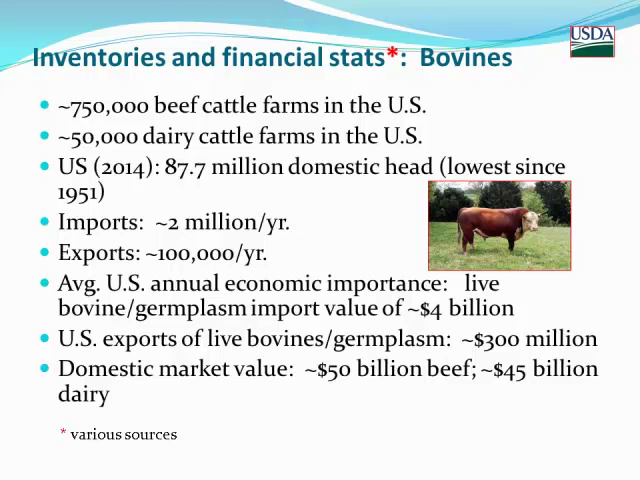 USDA
Inventories and financial stats*: Bovines
~750,000 beef cattle farms in the U.S.
~50,000 dairy cattle farms in the U.S.
US (2014): 87.7 million domestic head (lowest since
1951)
Imports: ~2 million/yr.
Exports: ~100,000/yr.
Avg. U.S. annual economic importance: live
bovine/germplasm import value of ~$4 billion
U.S. exports of live bovines/germplasm: ~$300 million
Domestic market value: ~$50 billion beef; ~$45 billion
dairy
* various sources